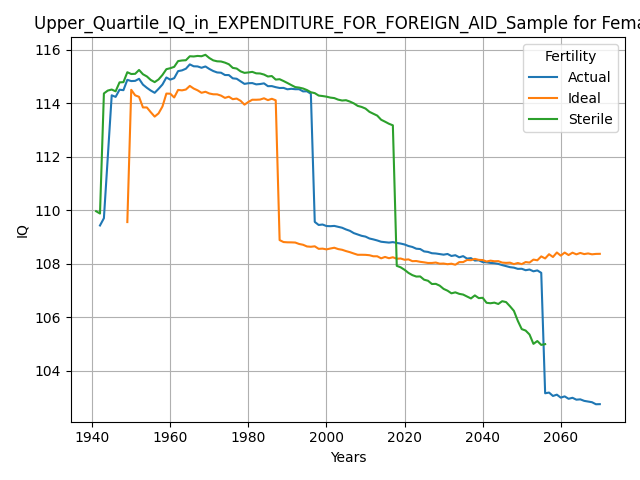 Upper_Quartile_IQ_in_EXPENDITURE_FOR_FOREIGN_AID_Sample for Fema
Fertility
Actual
Ideal
Sterile
116
114
112
110
108
106
104
IQ
1940
1960
1980
2000
2020
2040
2060
Years